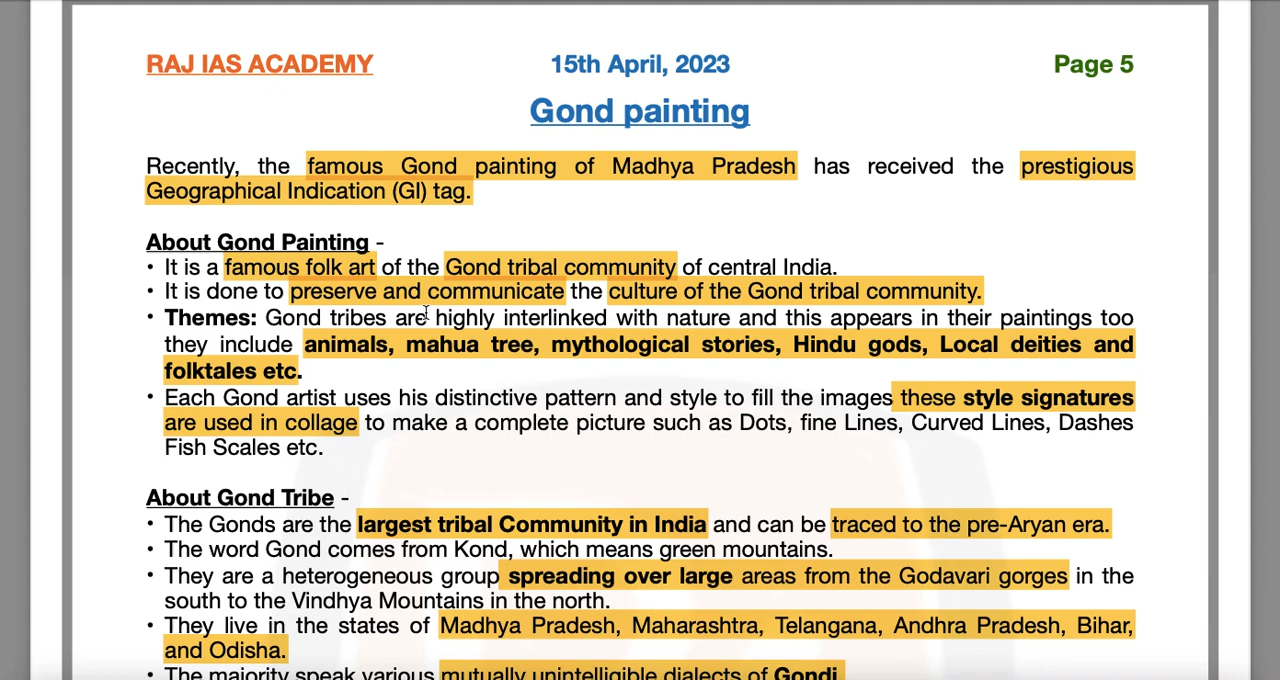 RAJ IAS ACADEMY 15th April, 2023 Page 5
Gond painting
Recently, the famous Gond painting of Madhya Pradesh has received the prestigious
Geographical Indication (GI) tag.
About Gond Painting -
• It is a famous folk art of the Gond tribal community of central India.
• It is done to preserve and communicate the culture of the Gond tribal community.
• Themes: Gond tribes are highly interlinked with nature and this appears in their paintings too
they include animals, mahua tree, mythological stories, Hindu gods, Local deities and
folktales etc.
• Each Gond artist uses his distinctive pattern and style to fill the images these style signatures
are used in collage to make a complete picture such as Dots, fine Lines, Curved Lines, Dashes
Fish Scales etc.
About Gond Tribe -
• The Gonds are the largest tribal Community in India and can be traced to the pre-Aryan era.
• The word Gond comes from Kond, which means green mountains.
• They are a heterogeneous group spreading over large areas from the Godavari gorges in the
south to the Vindhya Mountains in the north.
• They live in the states of Madhya Pradesh, Maharashtra, Telangana, Andhra Pradesh, Bihar,
and Odisha.
• The majority speak various mutually unintelligible dialects of Gondi.